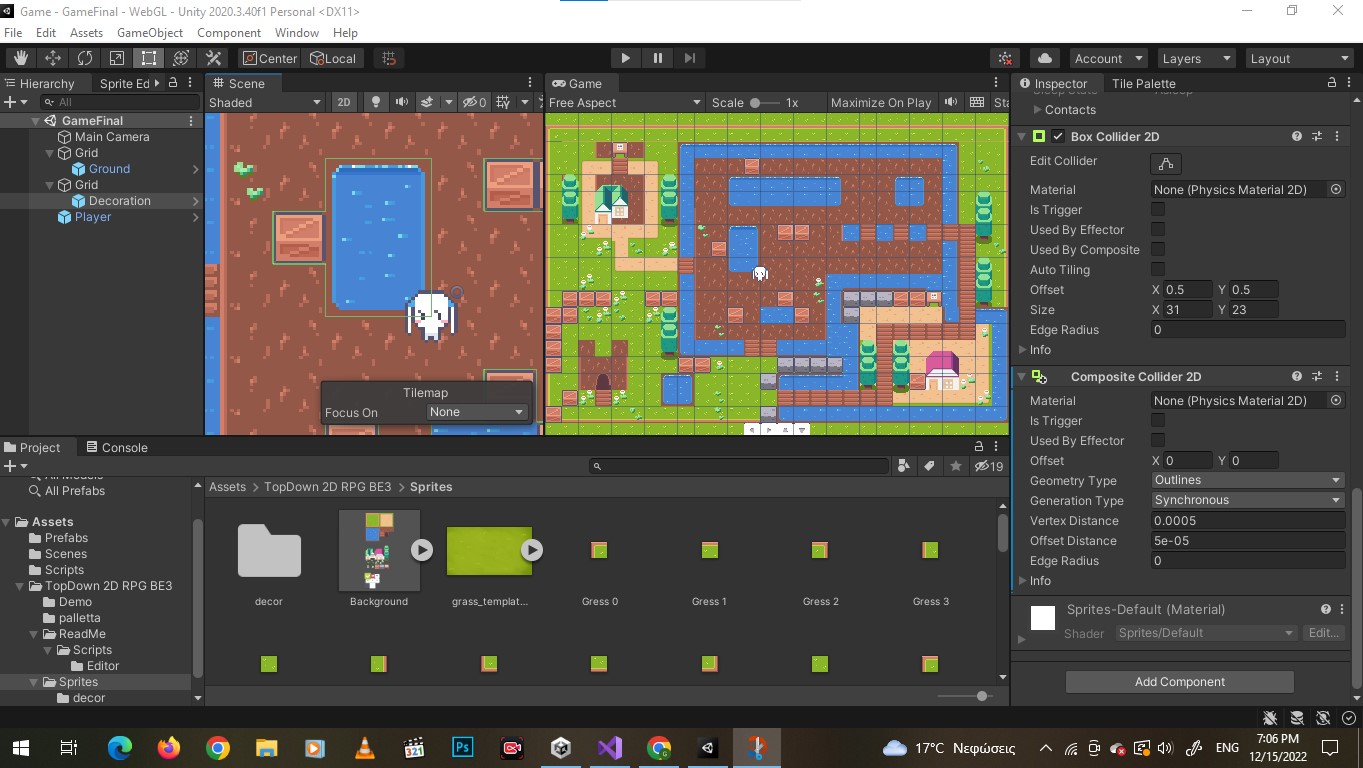 Game - GameFinal - WebGL - Unity 2020.3.40f1 Personal <DX11>
File Edit Assets GameObject Component Window Help
Center Local Account Layers Layout
Hierarchy Sprite Ed
All
GameFinal
Main Camera
Grid
Ground
Grid
Decoration
Player
Scene
Shaded 2D 0
Tilemap
Focus On None
Game
Free Aspect Scale 1x Maximize On Play Sta
Inspector Tile Palette
Contacts
Box Collider 2D
Edit Collider
Material None (Physics Material 2D)
Is Trigger
Used By Effector
Used By Composite
Auto Tiling
Offset X 0.5 Y 0.5
Size X 31 Y 23
Edge Radius 0
Info
Composite Collider 2D
Material None (Physics Material 2D)
Is Trigger
Used By Effector
Offset X 0 Y 0
Geometry Type Outlines
Generation Type Synchronous
Vertex Distance 0.0005
Offset Distance 5e-05
Edge Radius 0
Info
Sprites-Default (Material)
Shader Sprites/Default Edit...
Add Component
Project Console
19
All Prefabs
Assets
Prefabs
Scenes
Scripts
TopDown 2D RPG BE3
Demo
palletta
ReadMe
Scripts
Editor
Sprites
decor
Assets > TopDown 2D RPG BE3 > Sprites
decor Background grass_templat... Gress 0 Gress 1 Gress 2 Gress 3
321 Ps 17°C Νεφώσεις ENG 7:06 PM
12/15/2022